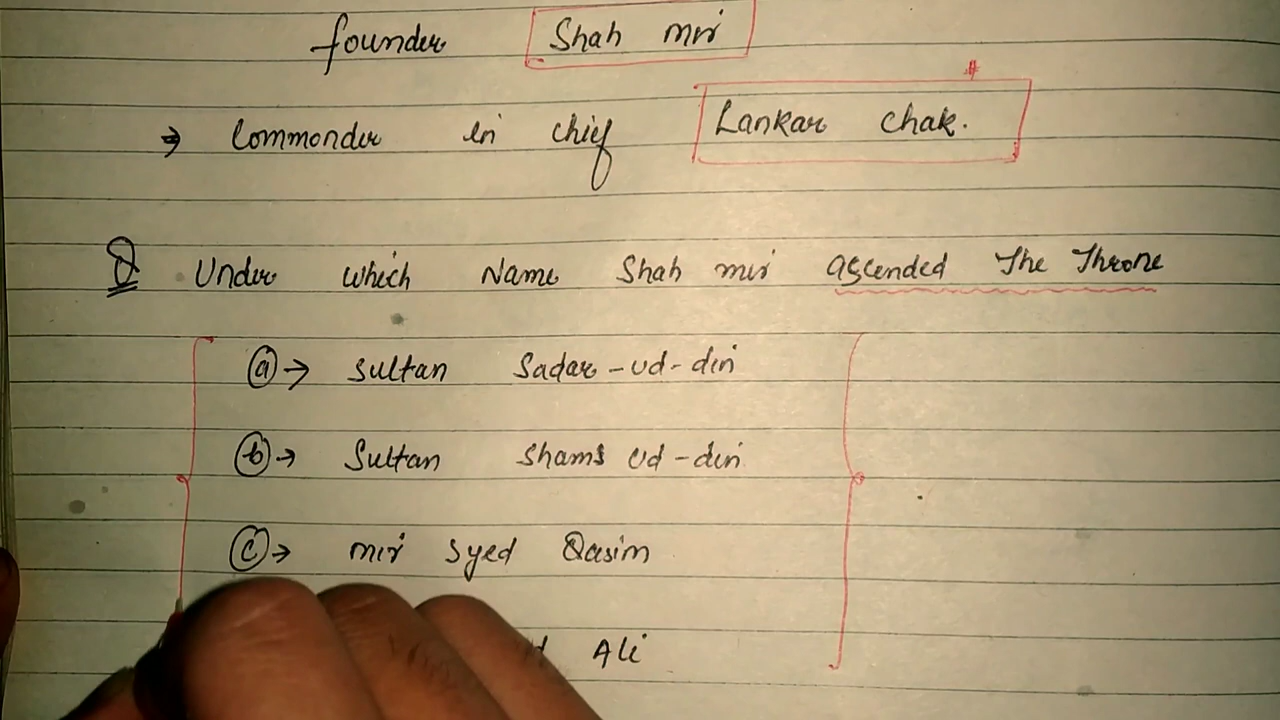 founder Shah mir
→ Commonder in chief Lankar chak.
Q Under which Name Shah mir ascended The Throne
ⓐ→ Sultan Sadar-ud-din
ⓑ→ Sultan Shams ud-din
ⓒ→ mir Syed Qasim
Ali